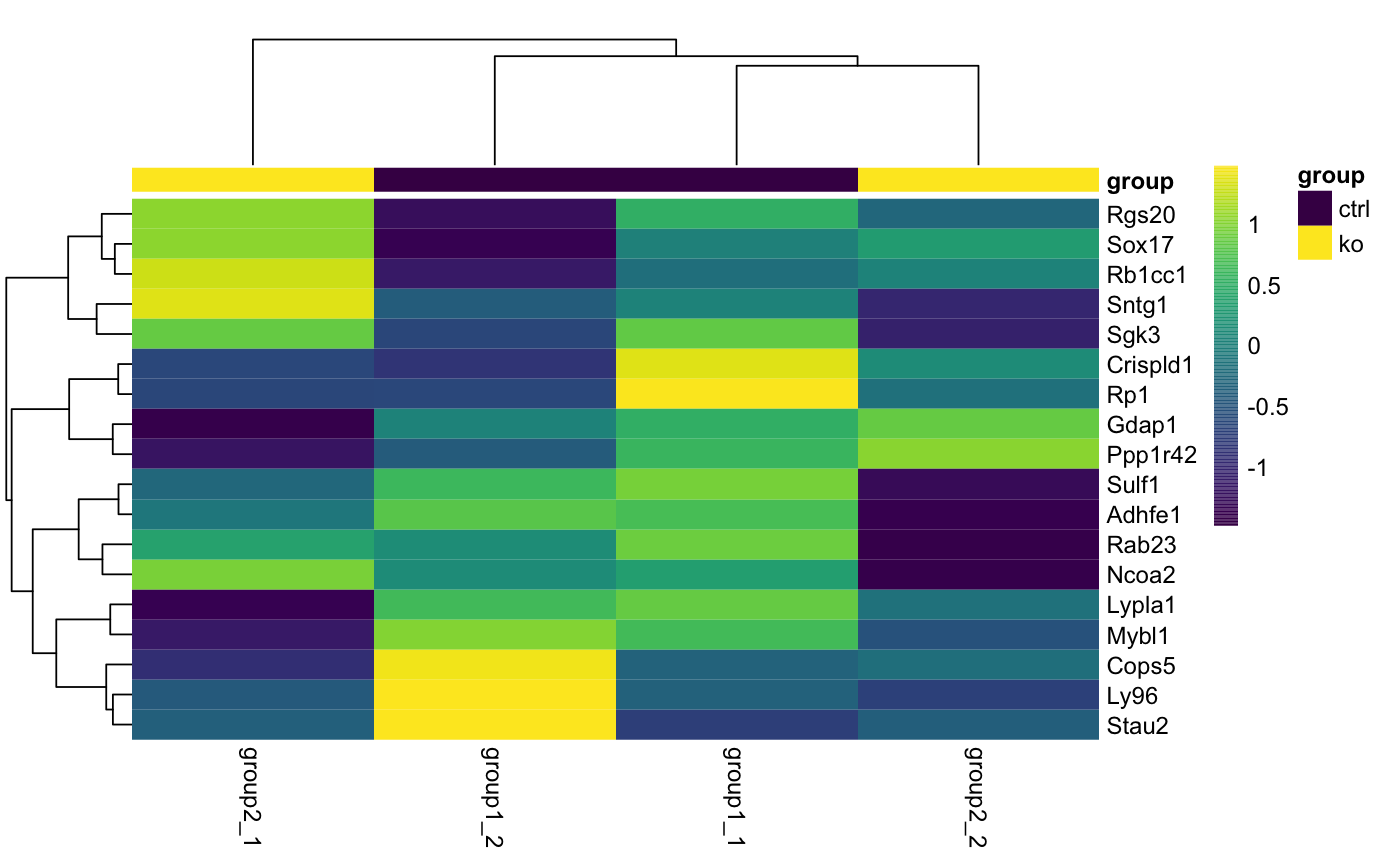 group
Rgs20
Sox17
Rb1cc1
Sntg1
Sgk3
Crispld1
Rp1
Gdap1
Ppp1r42
Sulf1
Adhfe1
Rab23
Ncoa2
Lypla1
Mybl1
Cops5
Ly96
Stau2
group2_1
group1_2
group1_1
group2_2
1
0.5
0
-0.5
-1
group
ctrl
ko